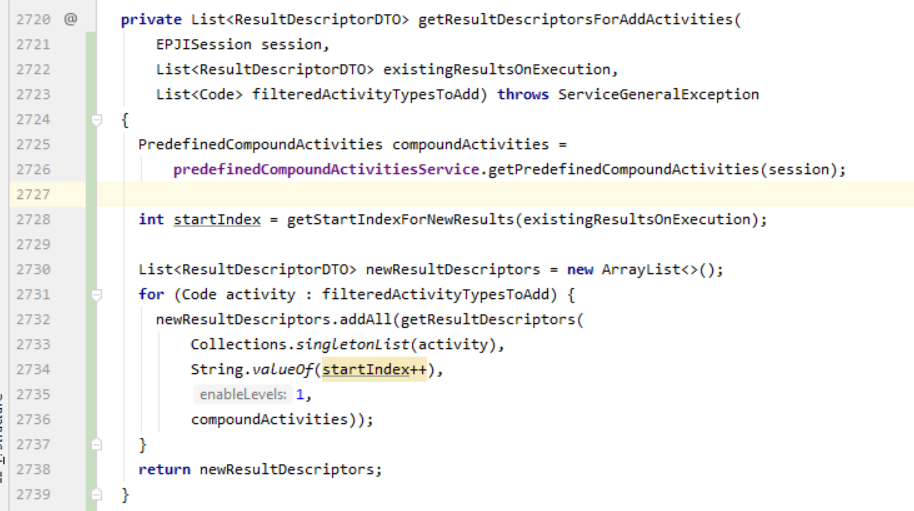 2720 @ private List<ResultDescriptorDTO> getResultDescriptorsForAddActivities(
2721 EPJISession session,
2722 List<ResultDescriptorDTO> existingResultsOnExecution,
2723 List<Code> filteredActivityTypesToAdd) throws ServiceGeneralException
2724 {
2725 PredefinedCompoundActivities compoundActivities =
2726 predefinedCompoundActivitiesService.getPredefinedCompoundActivities(session);
2727
2728 int startIndex = getStartIndexForNewResults(existingResultsOnExecution);
2729
2730 List<ResultDescriptorDTO> newResultDescriptors = new ArrayList<>();
2731 for (Code activity : filteredActivityTypesToAdd) {
2732 newResultDescriptors.addAll(getResultDescriptors(
2733 Collections.singletonList(activity),
2734 String.valueOf(startIndex++),
2735 enableLevels: 1,
2736 compoundActivities));
2737 }
2738 return newResultDescriptors;
2739 }